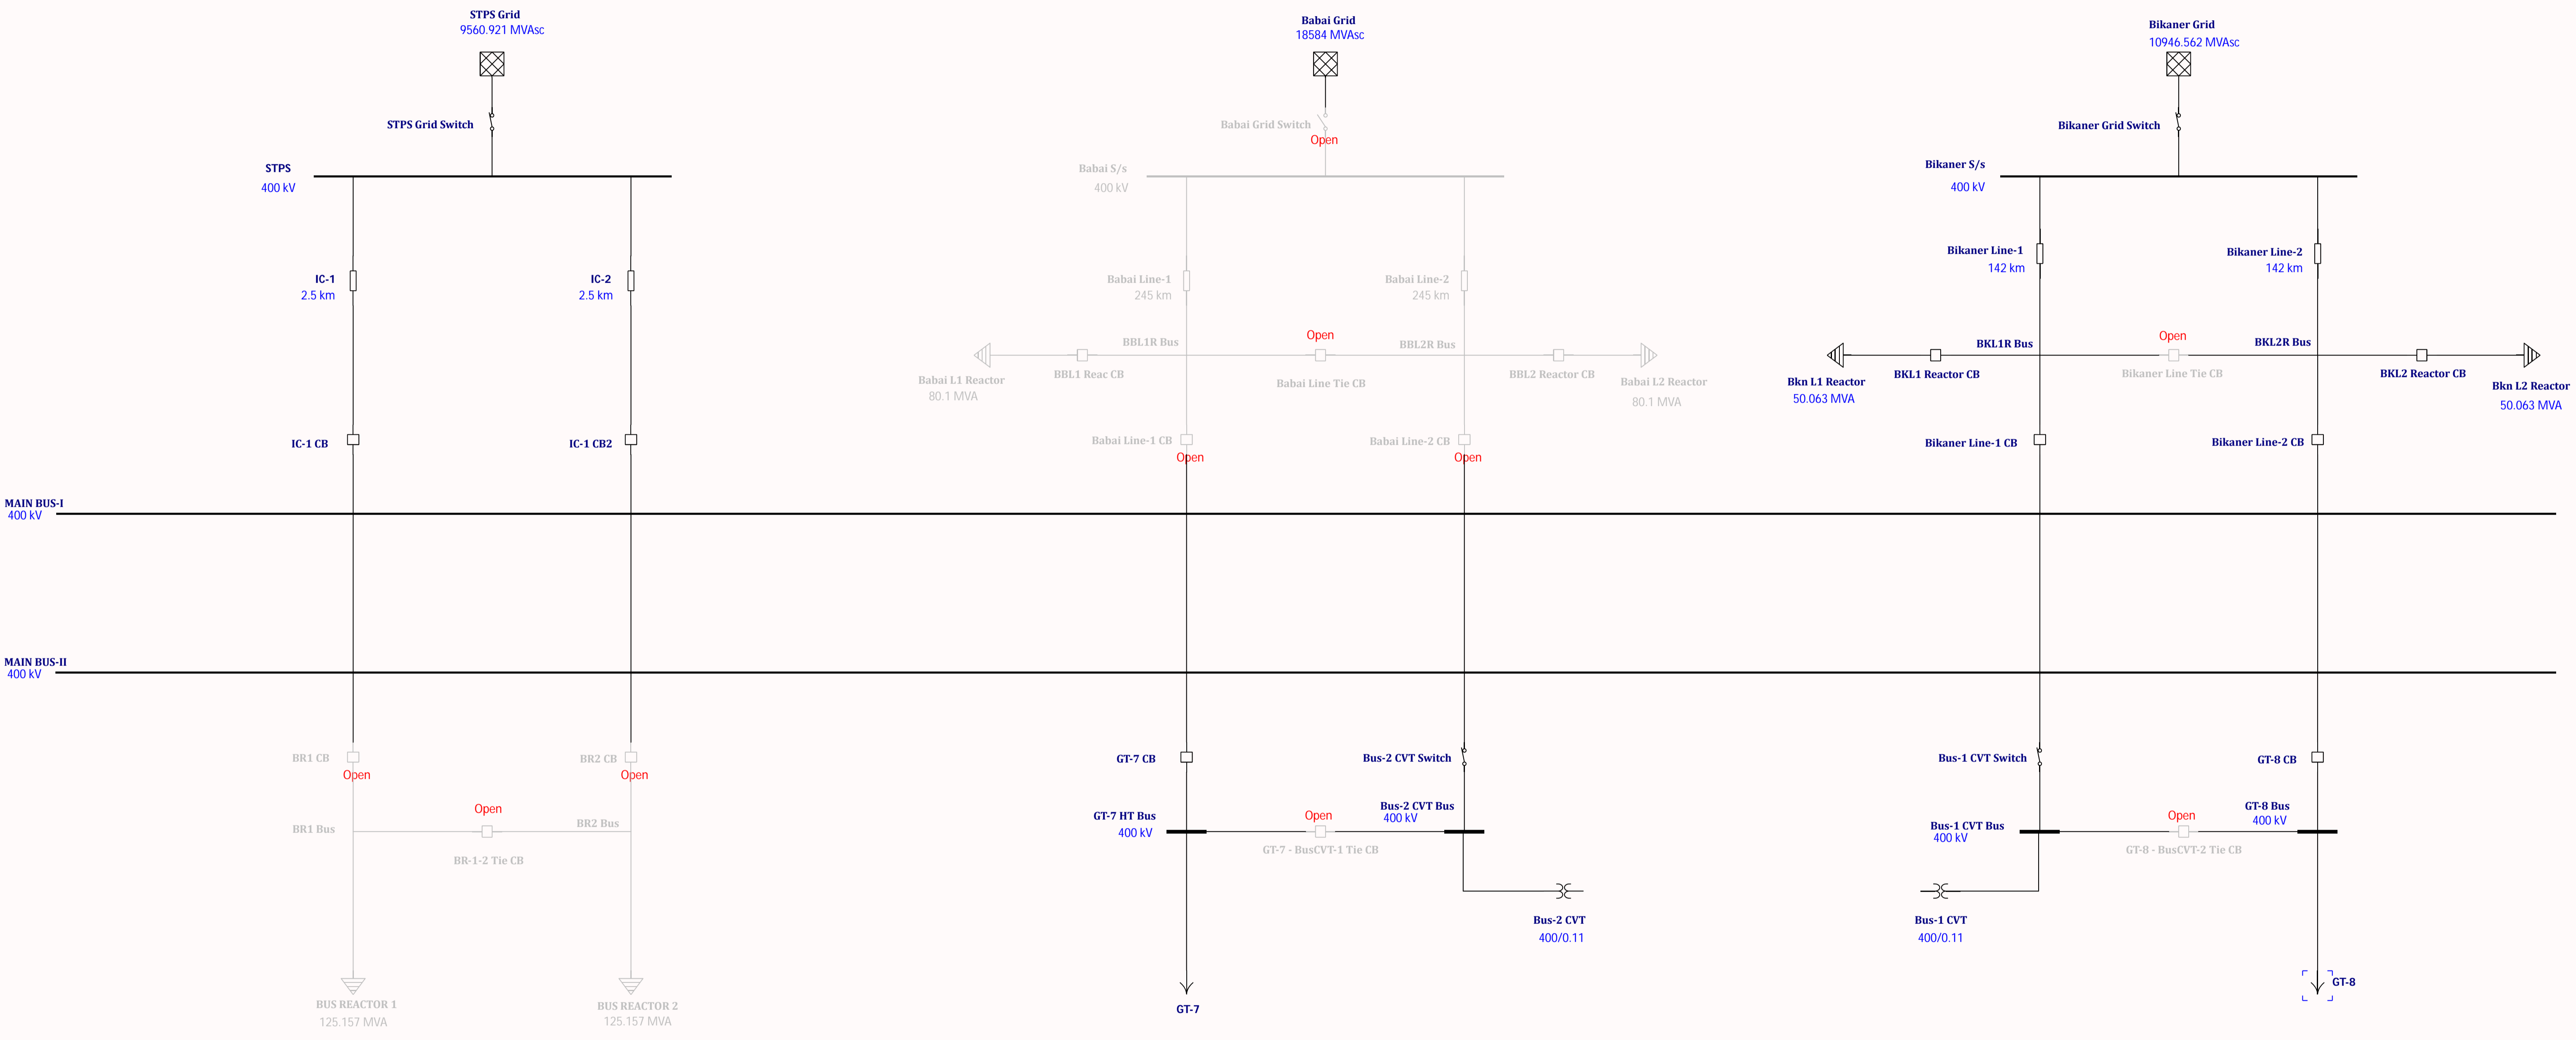 STPS Grid
9560.921 MVAsc
Babai Grid
18584 MVAsc
Bikaner Grid
10946.562 MVAsc
STPS Grid Switch
Babai Grid Switch
Open
Bikaner Grid Switch
STPS
400 kV
Babai S/s
400 kV
Bikaner S/s
400 kV
IC-1
2.5 km
IC-2
2.5 km
Babai Line-1
245 km
Babai Line-2
245 km
Bikaner Line-1
142 km
Bikaner Line-2
142 km
BBL1R Bus
Open
BBL2R Bus
BKL1R Bus
Open
BKL2R Bus
Babai L1 Reactor
80.1 MVA
BBL1 Reac CB
Babai Line Tie CB
BBL2 Reactor CB
Babai L2 Reactor
80.1 MVA
Bkn L1 Reactor
50.063 MVA
BKL1 Reactor CB
Bikaner Line Tie CB
BKL2 Reactor CB
Bkn L2 Reactor
50.063 MVA
IC-1 CB
IC-1 CB2
Babai Line-1 CB
Open
Babai Line-2 CB
Open
Bikaner Line-1 CB
Bikaner Line-2 CB
MAIN BUS-I
400 kV
MAIN BUS-II
400 kV
BR1 CB
Open
BR2 CB
Open
GT-7 CB
Bus-2 CVT Switch
Bus-1 CVT Switch
GT-8 CB
BR1 Bus
Open
BR2 Bus
BR-1-2 Tie CB
GT-7 HT Bus
400 kV
Open
Bus-2 CVT Bus
400 kV
GT-7 - BusCVT-1 Tie CB
Bus-1 CVT Bus
400 kV
Open
GT-8 Bus
400 kV
GT-8 - BusCVT-2 Tie CB
Bus-2 CVT
400/0.11
Bus-1 CVT
400/0.11
BUS REACTOR 1
125.157 MVA
BUS REACTOR 2
125.157 MVA
GT-7
GT-8